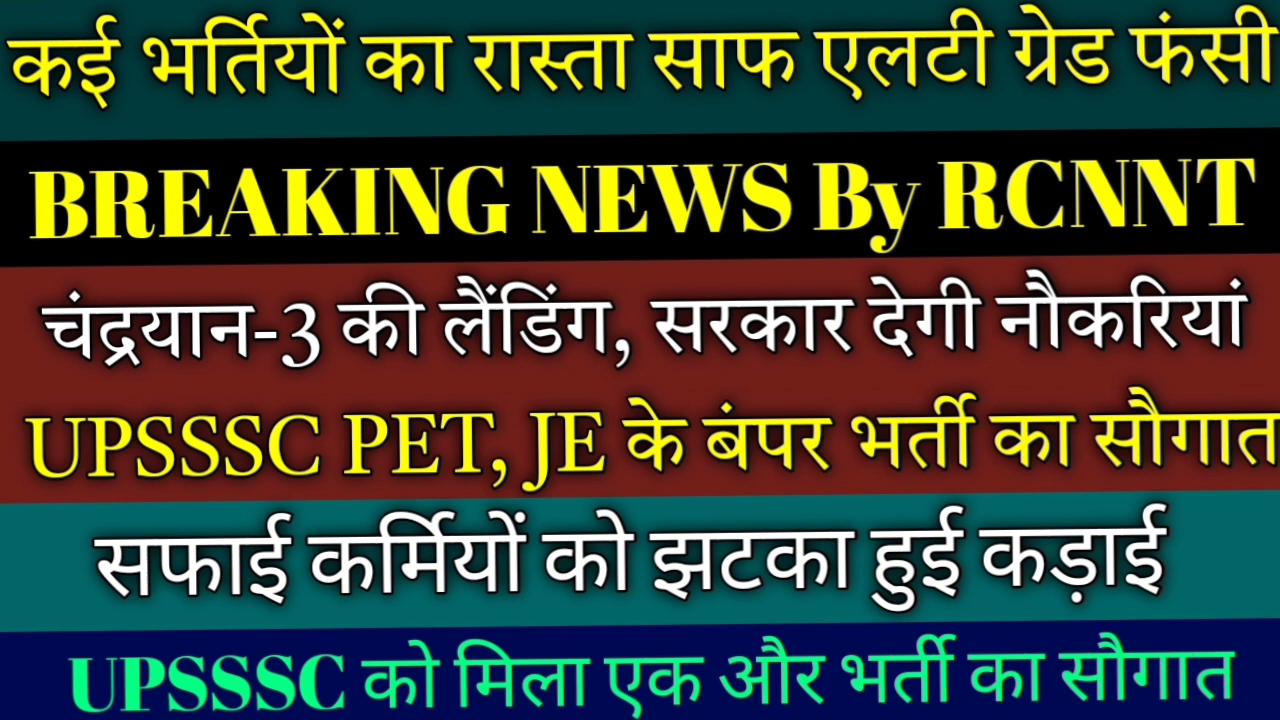 कई भर्तियों का रास्ता साफ एलटी ग्रेड फंसी
BREAKING NEWS By RCNNT
चंद्रयान-3 की लैंडिंग, सरकार देगी नौकरियां
UPSSSC PET, JE के बंपर भर्ती का सौगात
सफाई कर्मियों को झटका हुई कड़ाई
UPSSSC को मिला एक और भर्ती का सौगात